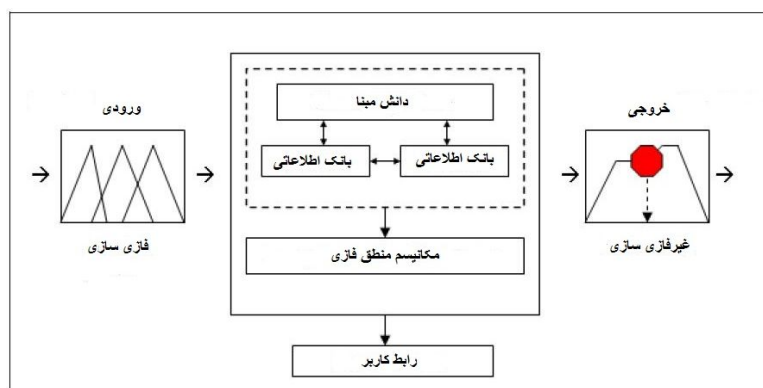 ورودی
فازی سازی
دانش مبنا
بانک اطلاعاتی
بانک اطلاعاتی
مکانیسم منطق فازی
رابط کاربر
خروجی
غیرفازی سازی